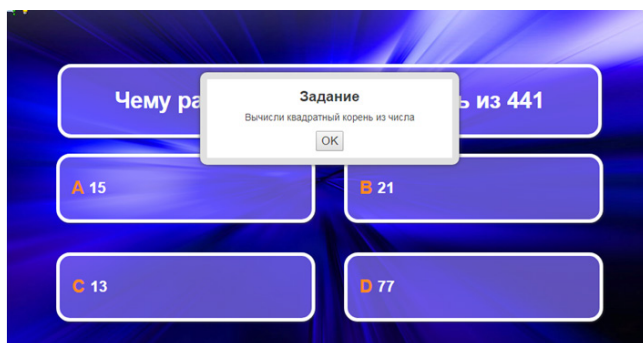 Задание
Вычисли квадратный корень из числа
OK
Чему ра ь из 441
A 15
B 21
C 13
D 77